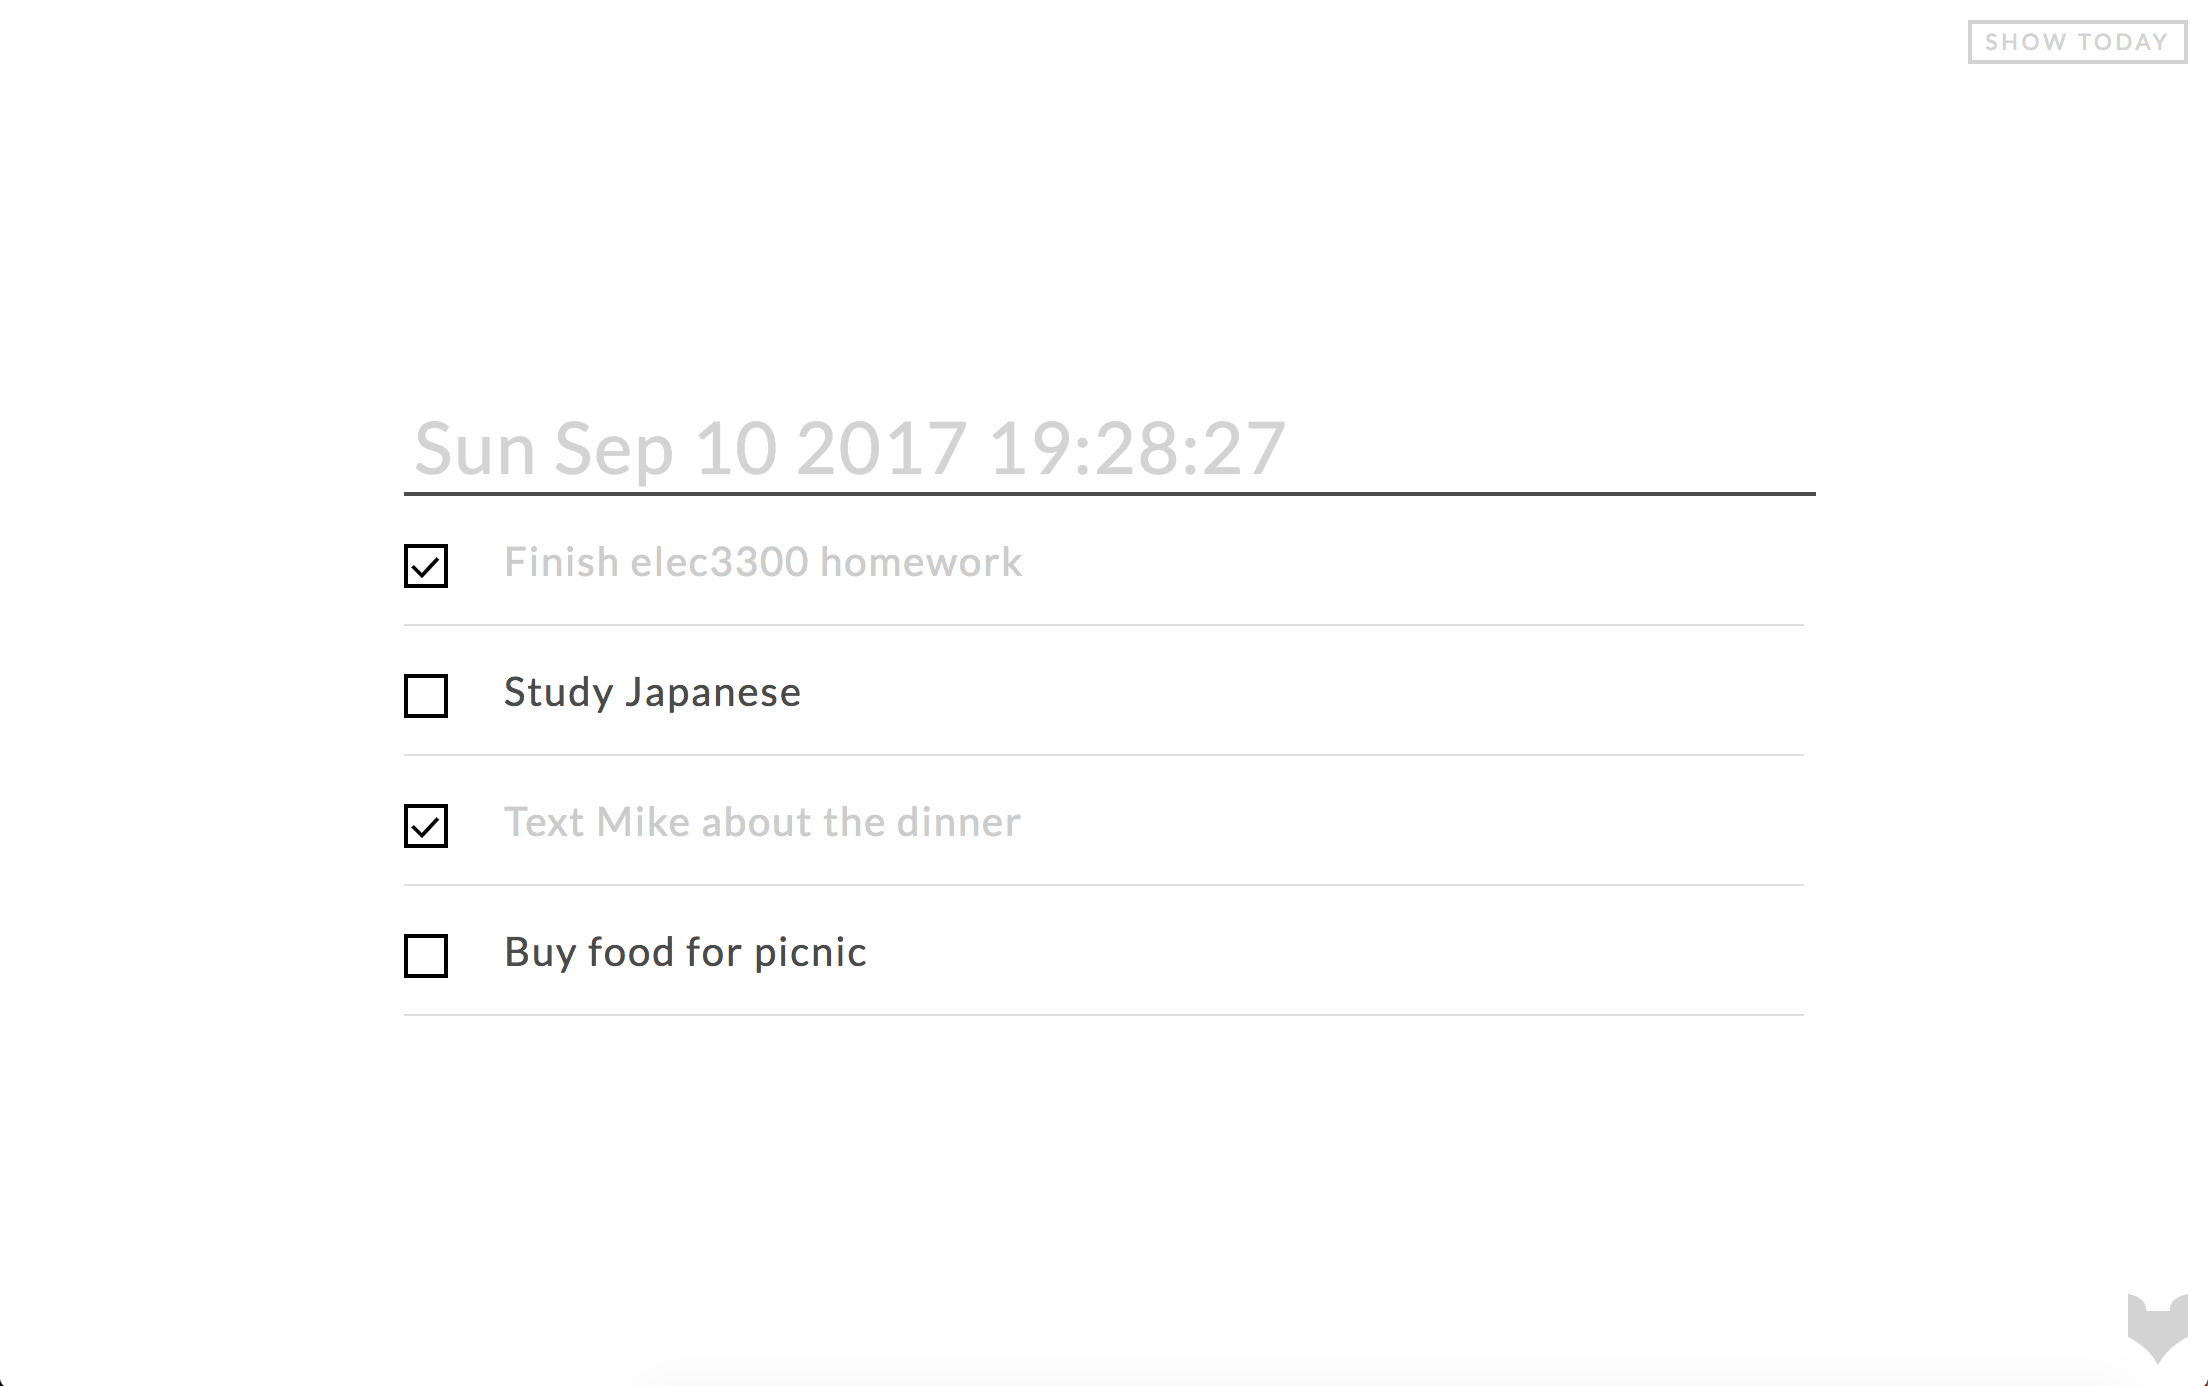 SHOW TODAY
Sun Sep 10 2017 19:28:27
Finish elec3300 homework
Study Japanese
Text Mike about the dinner
Buy food for picnic